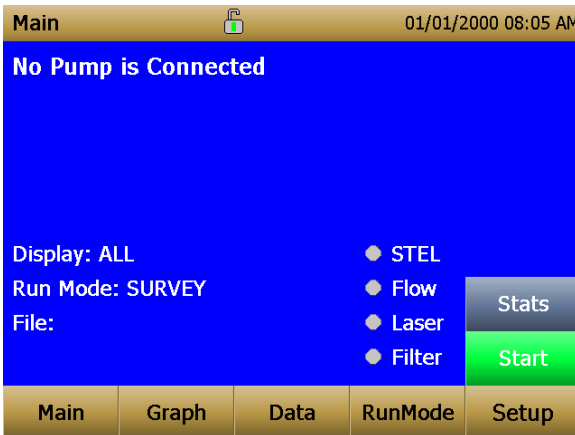 Main 01/01/2000 08:05 AM
No Pump is Connected
Display: ALL
STEL
Run Mode: SURVEY
Flow
Stats
File:
Laser
Filter
Start
Main Graph Data RunMode Setup